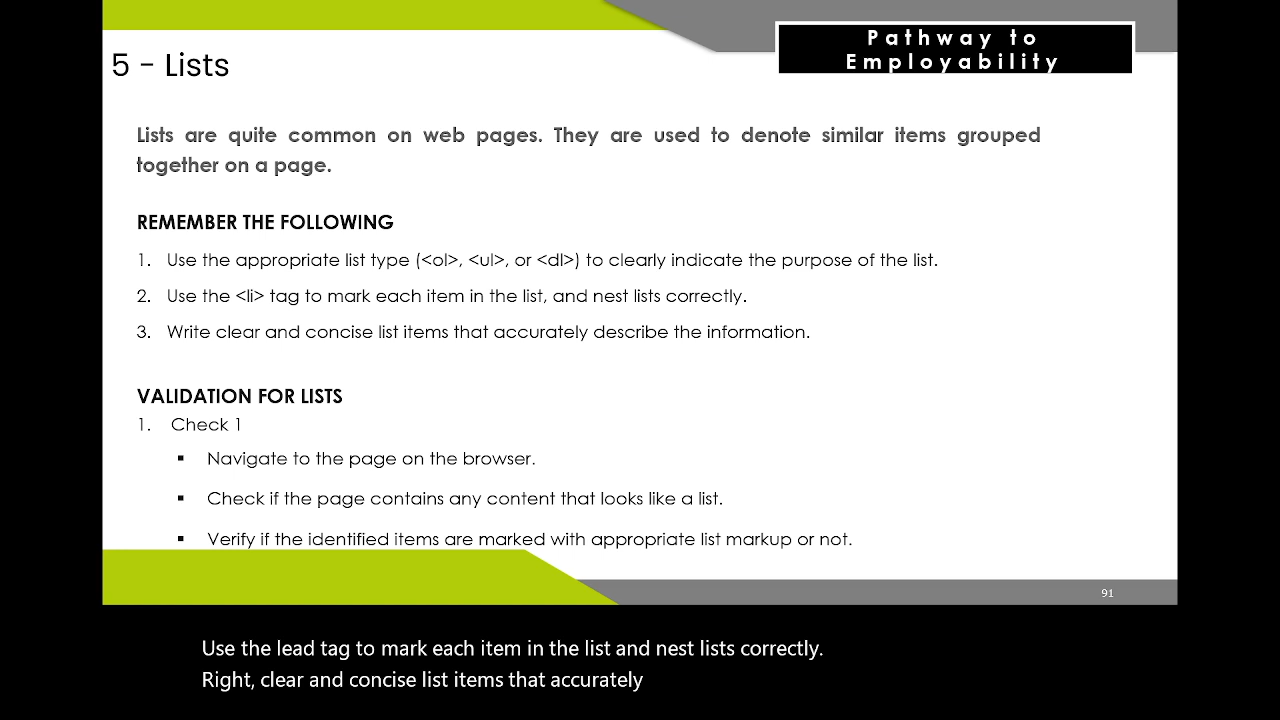 Pathway to
Employability
5 - Lists
Lists are quite common on web pages. They are used to denote similar items grouped
together on a page.
REMEMBER THE FOLLOWING
1. Use the appropriate list type (<ol>, <ul>, or <dl>) to clearly indicate the purpose of the list.
2. Use the <li> tag to mark each item in the list, and nest lists correctly.
3. Write clear and concise list items that accurately describe the information.
VALIDATION FOR LISTS
1. Check 1
▪ Navigate to the page on the browser.
▪ Check if the page contains any content that looks like a list.
▪ Verify if the identified items are marked with appropriate list markup or not.
91
Use the lead tag to mark each item in the list and nest lists correctly.
Right, clear and concise list items that accurately